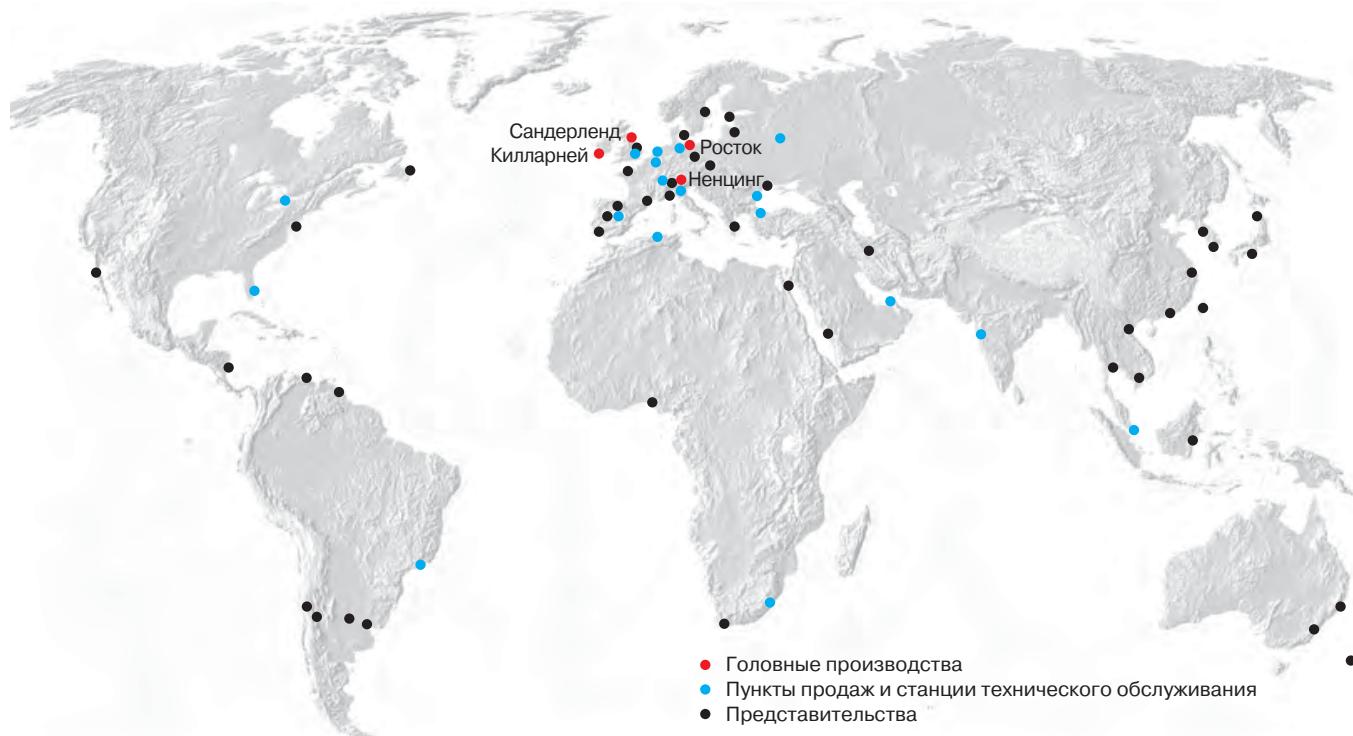 Сандерленд
Килларней
Росток
Ненцинг
Головные производства
Пункты продаж и станции технического обслуживания
Представительства